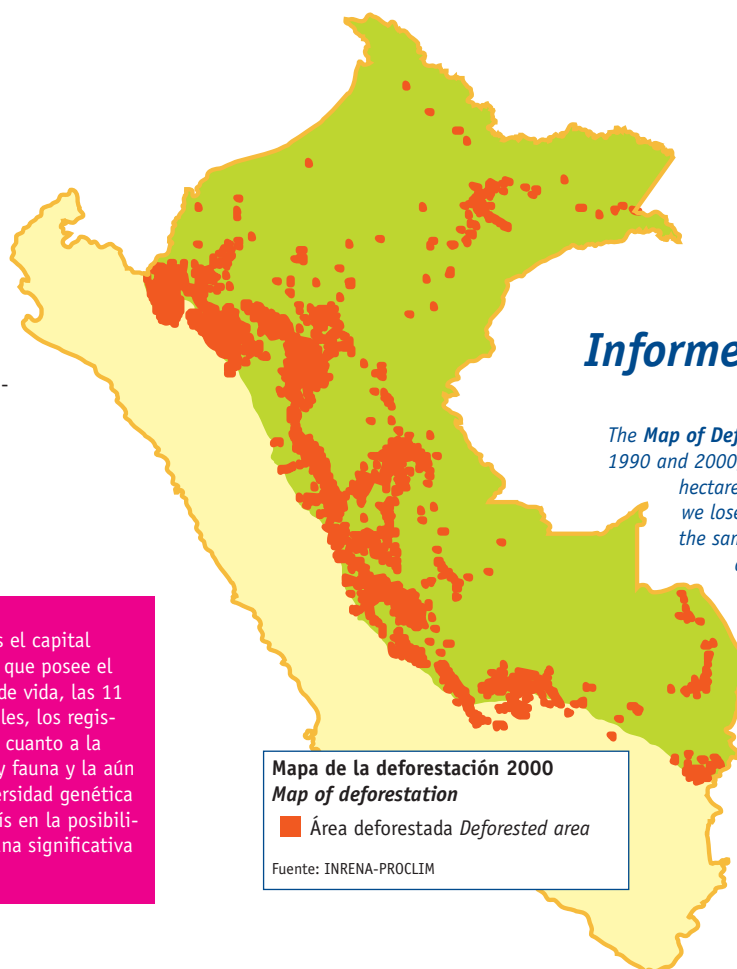 -
Informe
The Map of Def
1990 and 2000
hectare
we lose
the san
s el capital
que posee el
de vida, las 11
les, los regis-
cuanto a la
y fauna y la aún
ersidad genética
ís en la posibili-
una significativa
Mapa de la deforestación 2000
Map of deforestation
Área deforestada Deforested area
Fuente: INRENA-PROCLIM